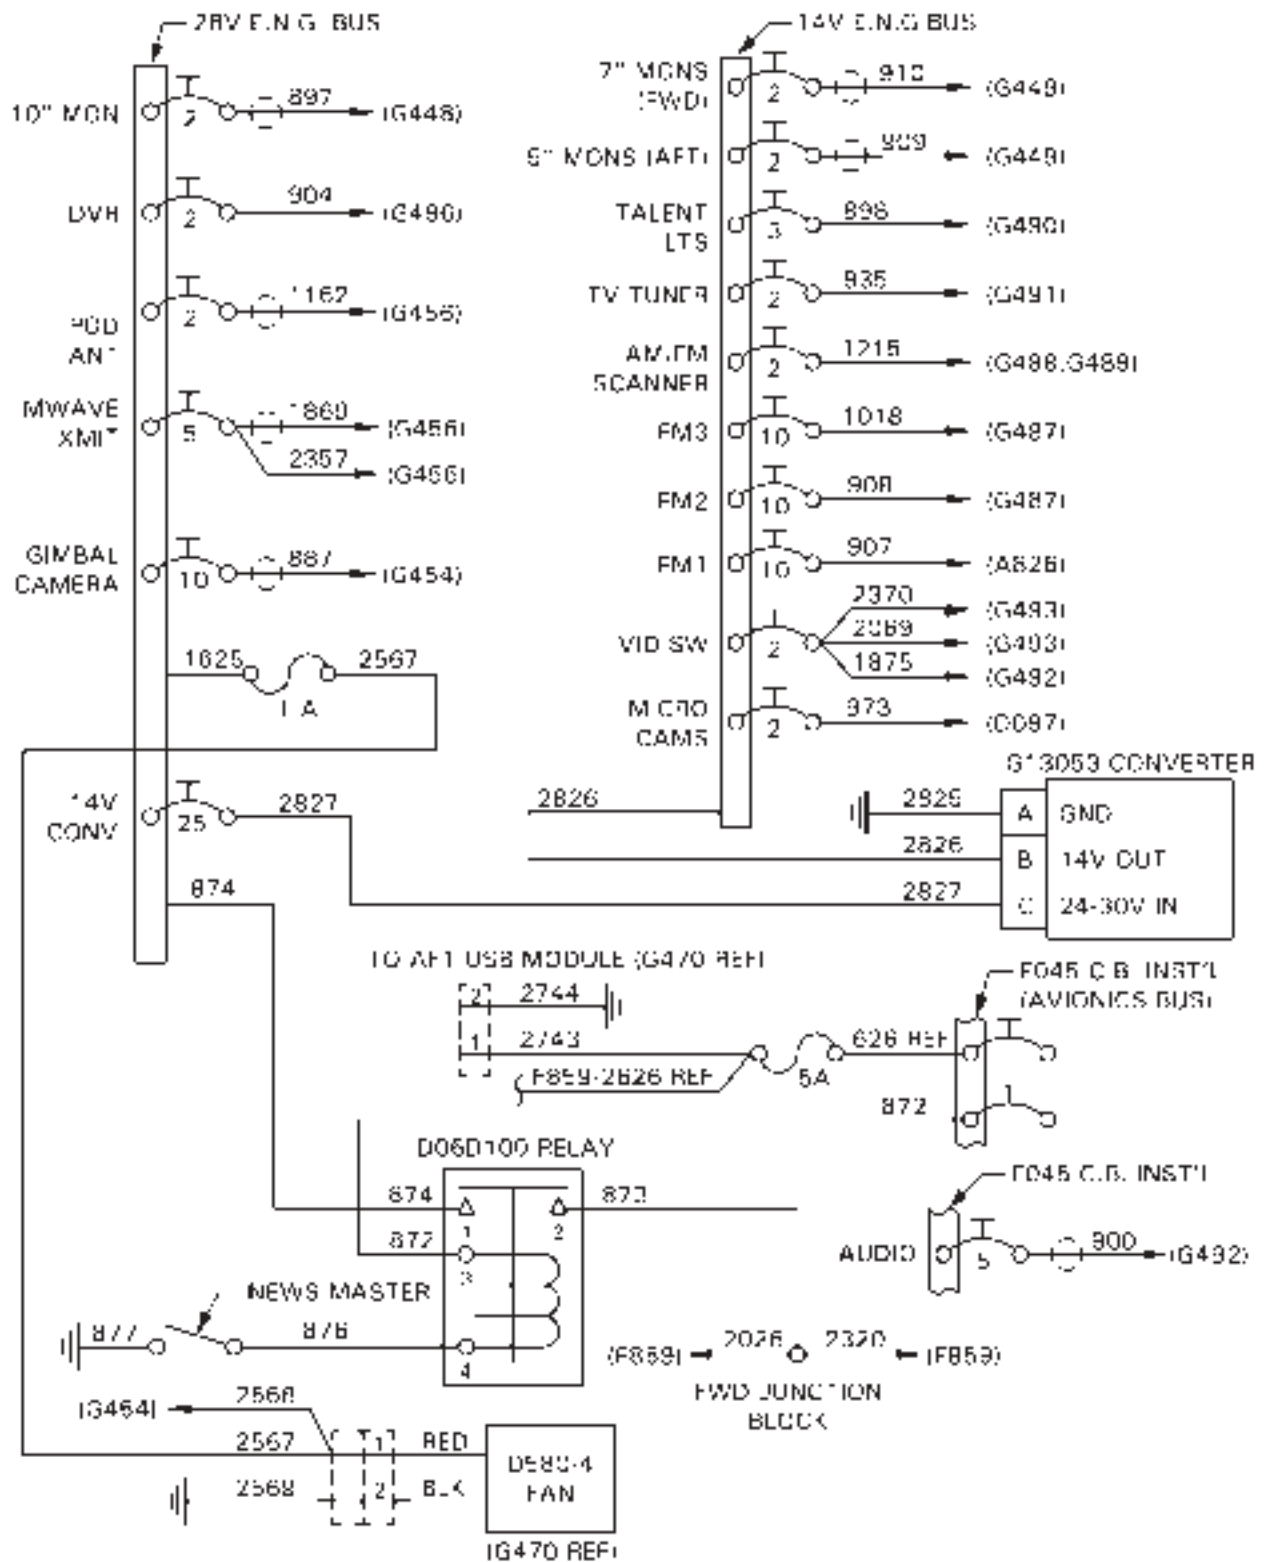 28V E.N.G. BUS
10" MON 2 897 (G448)
DVR 2 904 (G496)
POD
ANT 2 1162 (G456)
MWAVE
XMIT 5 1860 (G456)
2357 (G456)
GIMBAL
CAMERA 10 887 (G454)
1625 2567
1 A
14V
CONV 25 2827
874
14V E.N.G BUS
7" MONS
(FWD) 2 910 (G449)
5" MONS (AFT) 2 909 (G449)
TALENT
LTS 3 898 (G490)
TV TUNER 2 935 (G491)
AM/FM
SCANNER 2 1215 (G488,G489)
FM3 10 1018 (G487)
FM2 10 908 (G487)
FM1 10 907 (A826)
2370 (G493)
VID SW 2 2069 (G493)
1875 (G492)
MICRO
CAMS 2 973
2826
G13053 CONVERTER
2825 A GND
2826 B 14V OUT
2827 C 24-30V IN
TO AF1 USB MODULE (G470 REF)
2 2744
1 2743
F859-2626 REF
5A
626 REF
F045 C.B. INST'L
(AVIONICS BUS)
872
D06D100 RELAY
874 1 2 873
872 3
NEWS MASTER
877 876 4
F045 C.B. INST'L
AUDIO 5 900 (G492)
(F859) 2026 2320 (F859)
FWD JUNCTION
BLOCK
(G454) 2568
2567 1 RED
2569 2 BLK
D580-4
FAN
(G470 REF)